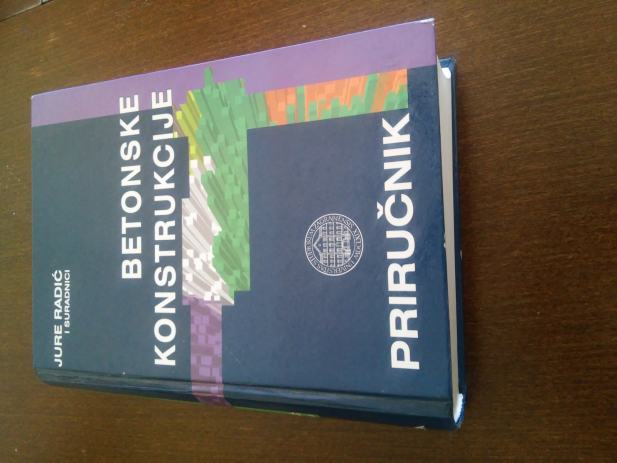 JURE RADIĆ
I SURADNICI
BETONSKE
KONSTRUKCIJE
PRIRUČNIK